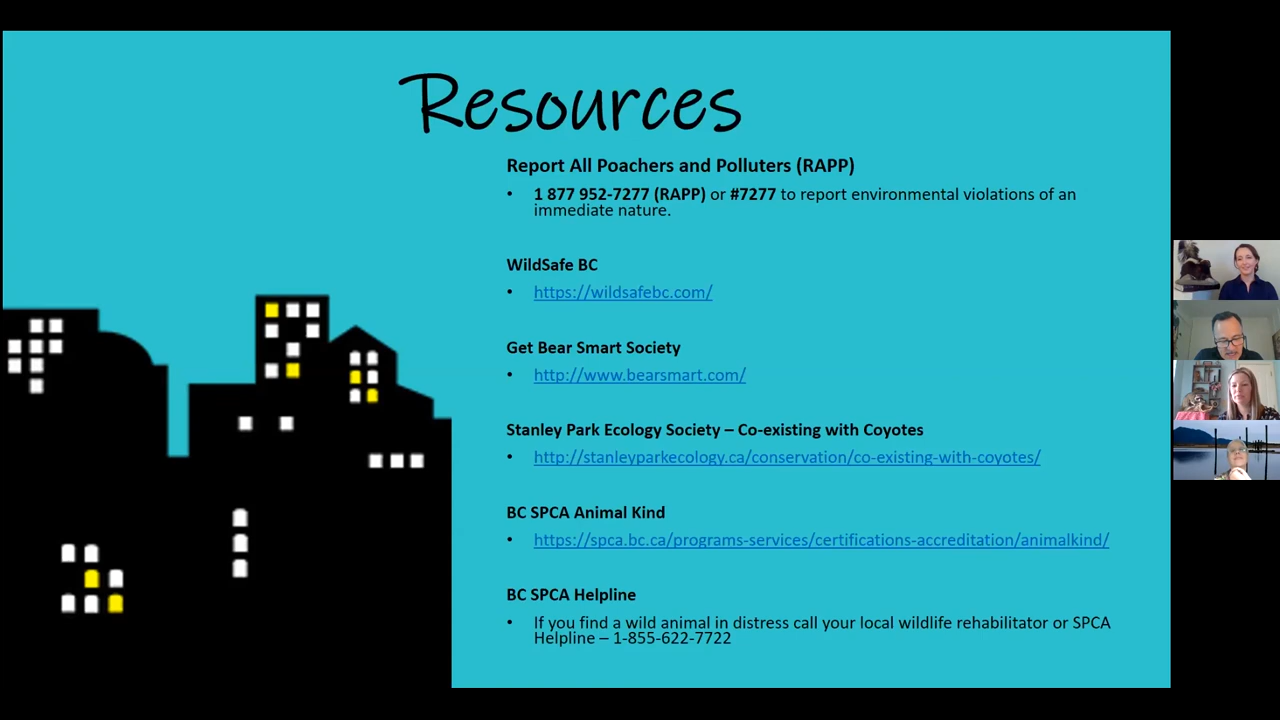 Resources
Report All Poachers and Polluters (RAPP)
• 1 877 952-7277 (RAPP) or #7277 to report environmental violations of an
immediate nature.
WildSafe BC
• https://wildsafebc.com/
Get Bear Smart Society
• http://www.bearsmart.com/
Stanley Park Ecology Society – Co-existing with Coyotes
• http://stanleyparkecology.ca/conservation/co-existing-with-coyotes/
BC SPCA Animal Kind
• https://spca.bc.ca/programs-services/certifications-accreditation/animalkind/
BC SPCA Helpline
• If you find a wild animal in distress call your local wildlife rehabilitator or SPCA
Helpline – 1-855-622-7722